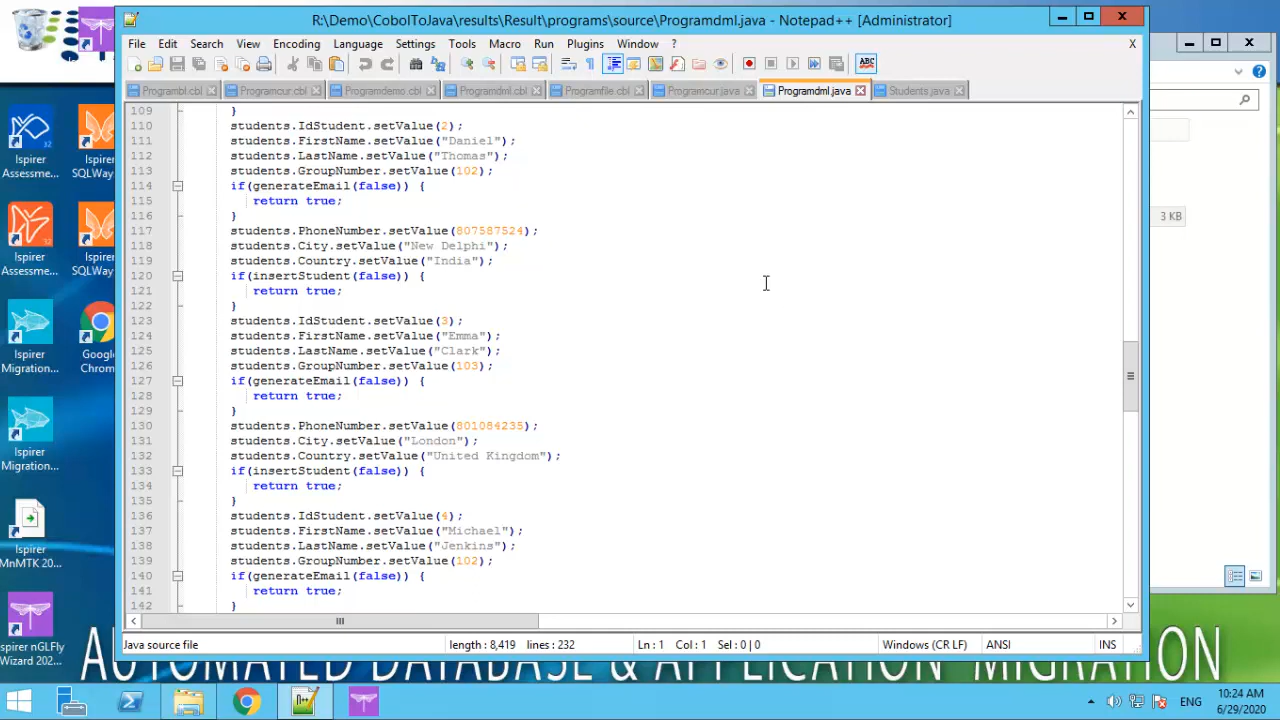 R:\Demo\CobolToJava\results\Result\programs\source\Programdml.java - Notepad++ [Administrator]
File Edit Search Encoding Language Settings Tools Macro Run Plugins Window ? X
Programbl.cbl Programcur.cbl Programdemo.cbl Programdml.cbl Programfile.cbl Programcur.java Programdml.java Students.java
109 }
110 students.IdStudent.setValue(2);
111 students.FirstName.setValue("Daniel");
112 students.LastName.setValue("Thomas");
113 students.GroupNumber.setValue(102);
114 if(generateEmail(false)) {
115 return true;
116 }
117 students.PhoneNumber.setValue(807587524);
118 students.City.setValue("New Delphi");
119 students.Country.setValue("India");
120 if(insertStudent(false)) {
121 return true;
122 }
123 students.IdStudent.setValue(3);
124 students.FirstName.setValue("Emma");
125 students.LastName.setValue("Clark");
126 students.GroupNumber.setValue(103);
127 if(generateEmail(false)) {
128 return true;
129 }
130 students.PhoneNumber.setValue(801084235);
131 students.City.setValue("London");
132 students.Country.setValue("United Kingdom");
133 if(insertStudent(false)) {
134 return true;
135 }
136 students.IdStudent.setValue(4);
137 students.FirstName.setValue("Michael");
138 students.LastName.setValue("Jenkins");
139 students.GroupNumber.setValue(102);
140 if(generateEmail(false)) {
141 return true;
142 }
Java source file length : 8,419 lines : 232 Ln : 1 Col : 1 Sel : 0 | 0 Windows (CR LF) ANSI INS
Ispirer
Assessme...
Ispirer
SQLWay
Ispirer
Assessme...
Ispirer
SQLWay
Ispirer
Migration...
Google
Chrom
Ispirer
Migration...
Ispirer
MnMTK 20...
Ispirer nGLFly
Wizard 202...
3 KB
AUTOMATED DATABASE & APPLICATION MIGRATION
ENG
10:24 AM
6/29/2020